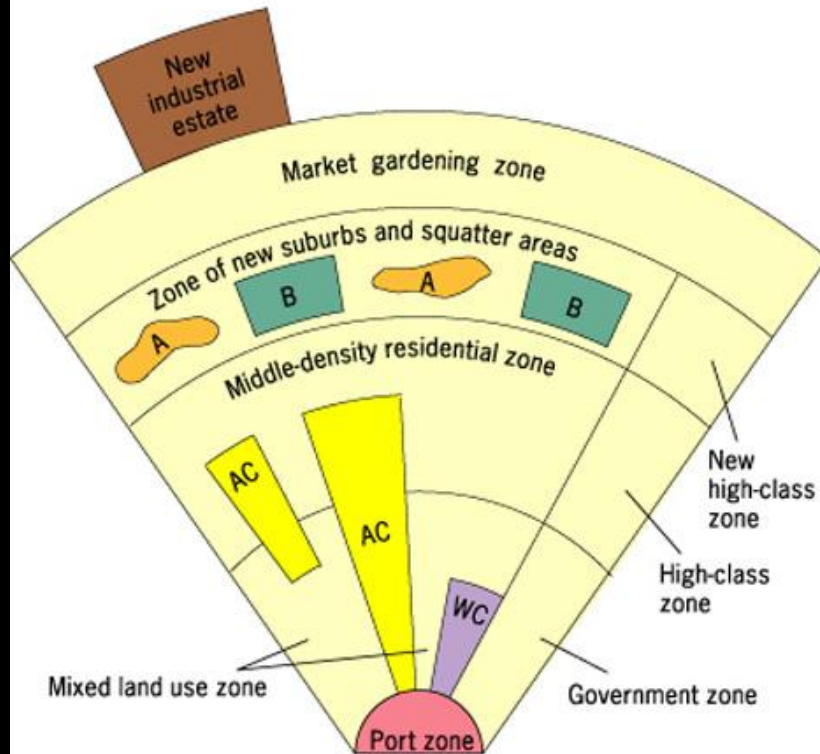 New
industrial
estate
Market gardening zone
Zone of new suburbs and squatter areas
A
B
A
B
Middle-density residential zone
AC
AC
WC
New
high-class
zone
High-class
zone
Mixed land use zone
Government zone
Port zone